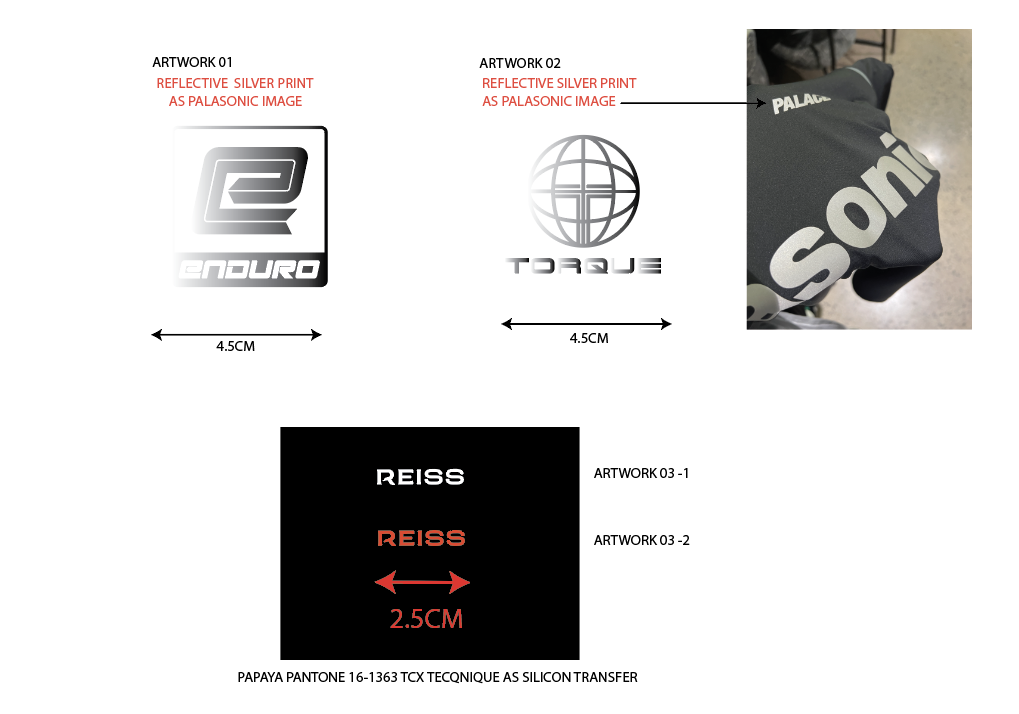 ARTWORK 01
REFLECTIVE SILVER PRINT
AS PALASONIC IMAGE
ENDURO
4.5CM
ARTWORK 02
REFLECTIVE SILVER PRINT
AS PALASONIC IMAGE
TORQUE
4.5CM
PALACE
sonic
REISS
ARTWORK 03 -1
REISS
ARTWORK 03 -2
2.5CM
PAPAYA PANTONE 16-1363 TCX TECQNIQUE AS SILICON TRANSFER